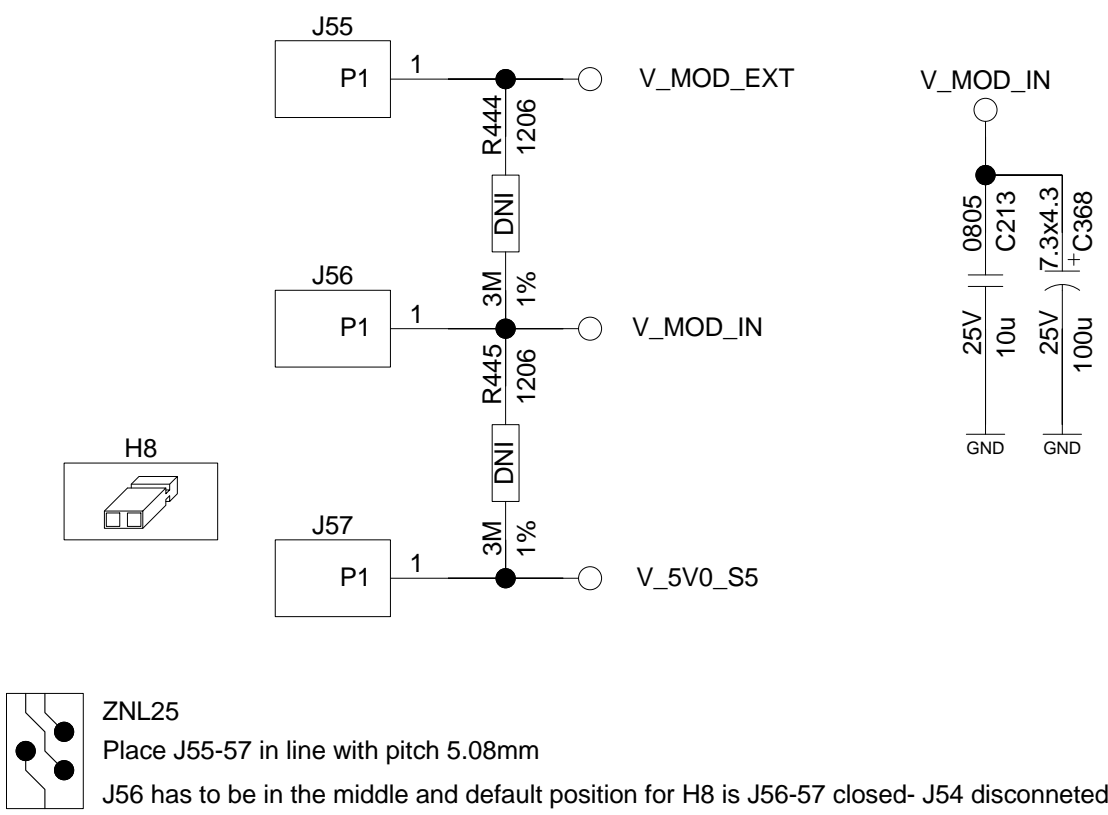 J55
P1
1
V_MOD_EXT
R444
1206
DNI
3M
1%
J56
P1
1
V_MOD_IN
R445
1206
DNI
3M
1%
H8
J57
P1
1
V_5V0_S5
V_MOD_IN
0805
C213
7.3x4.3
+C368
25V
10u
25V
100u
GND
GND
ZNL25
Place J55-57 in line with pitch 5.08mm
J56 has to be in the middle and default position for H8 is J56-57 closed- J54 disconneted